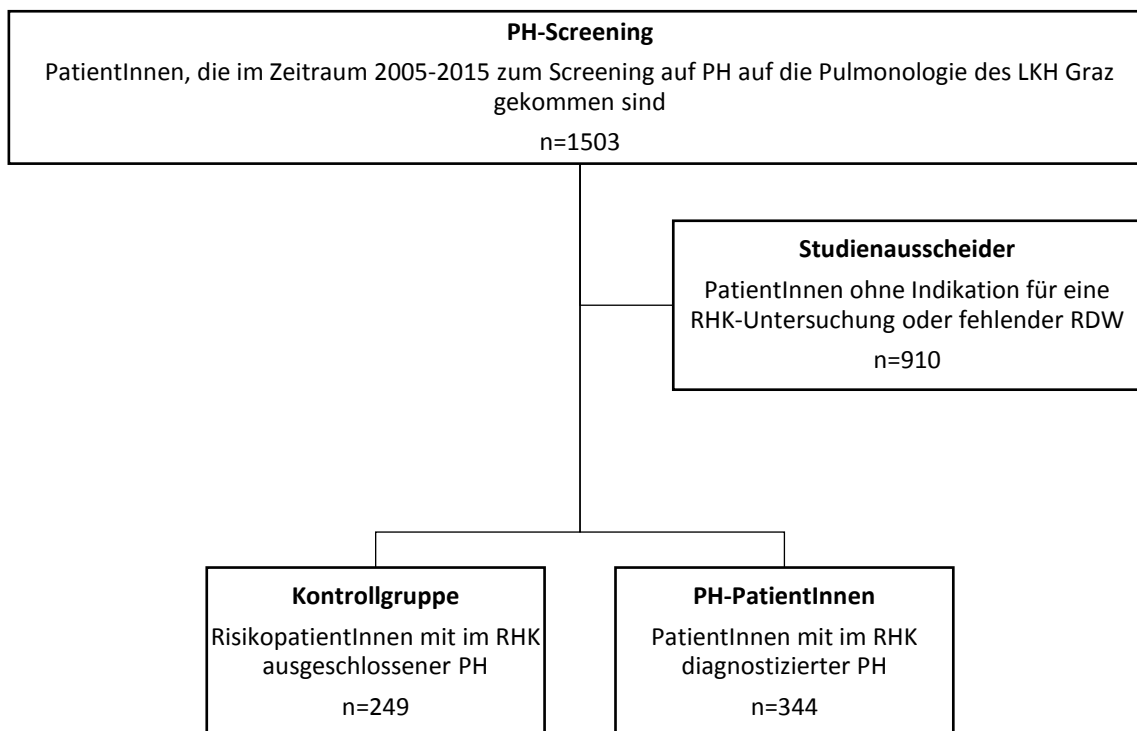 PH-Screening
PatientInnen, die im Zeitraum 2005-2015 zum Screening auf PH auf die Pulmonologie des LKH Graz
gekommen sind
n=1503
Studienausscheider
PatientInnen ohne Indikation für eine
RHK-Untersuchung oder fehlender RDW
n=910
Kontrollgruppe
RisikopatientInnen mit im RHK
ausgeschlossener PH
n=249
PH-PatientInnen
PatientInnen mit im RHK
diagnostizierter PH
n=344